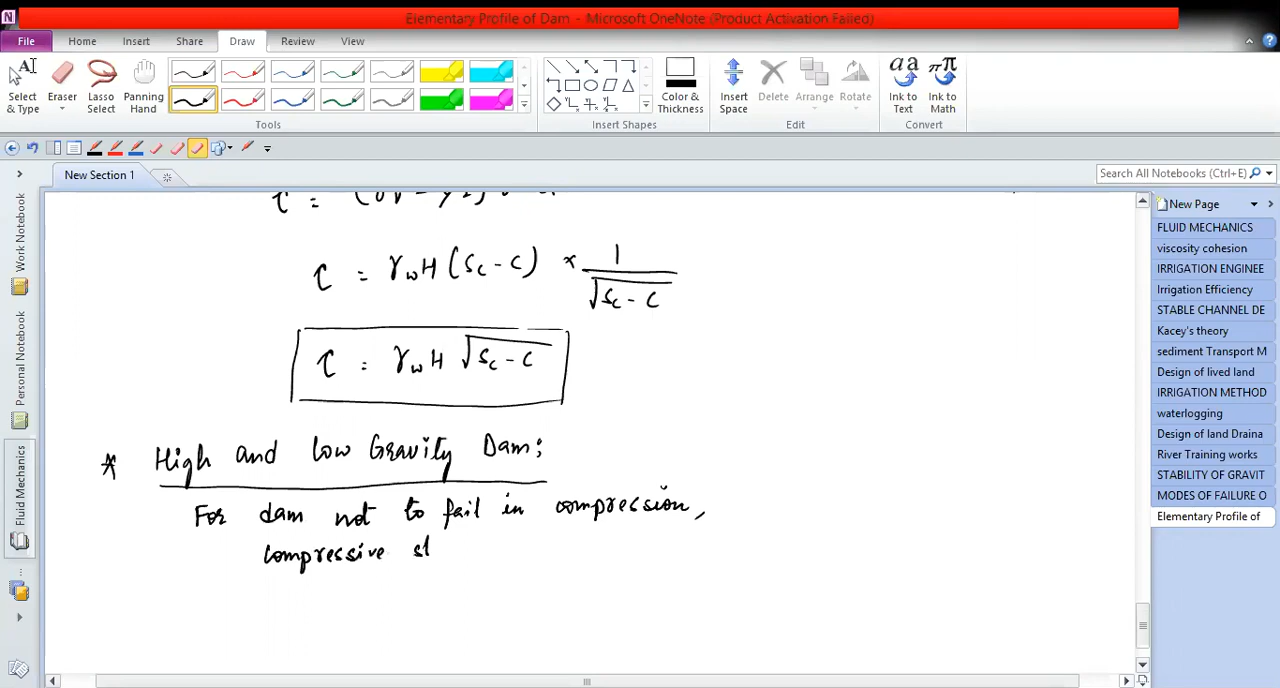 Elementary Profile of Dam - Microsoft OneNote (Product Activation Failed)
File Home Insert Share Draw Review View
Select & Type
Eraser
Lasso Select
Panning Hand
Color & Thickness
Insert Space
Delete
Arrange
Rotate
Ink to Text
Ink to Math
Tools
Insert Shapes
Edit
Convert
New Section 1
Search All Notebooks (Ctrl+E)
Work Notebook
Personal Notebook
Fluid Mechanics
τ = γwH (Sc - C) × 1/√Sc - C
τ = γwH √Sc - C
* High and Low Gravity Dam:
For dam not to fail in compression,
compressive st
New Page
FLUID MECHANICS
viscosity cohesion
IRRIGATION ENGINEE
Irrigation Efficiency
STABLE CHANNEL DE
Kacey's theory
sediment Transport M
Design of lived land
IRRIGATION METHOD
waterlogging
Design of land Draina
River Training works
STABILITY OF GRAVIT
MODES OF FAILURE O
Elementary Profile of